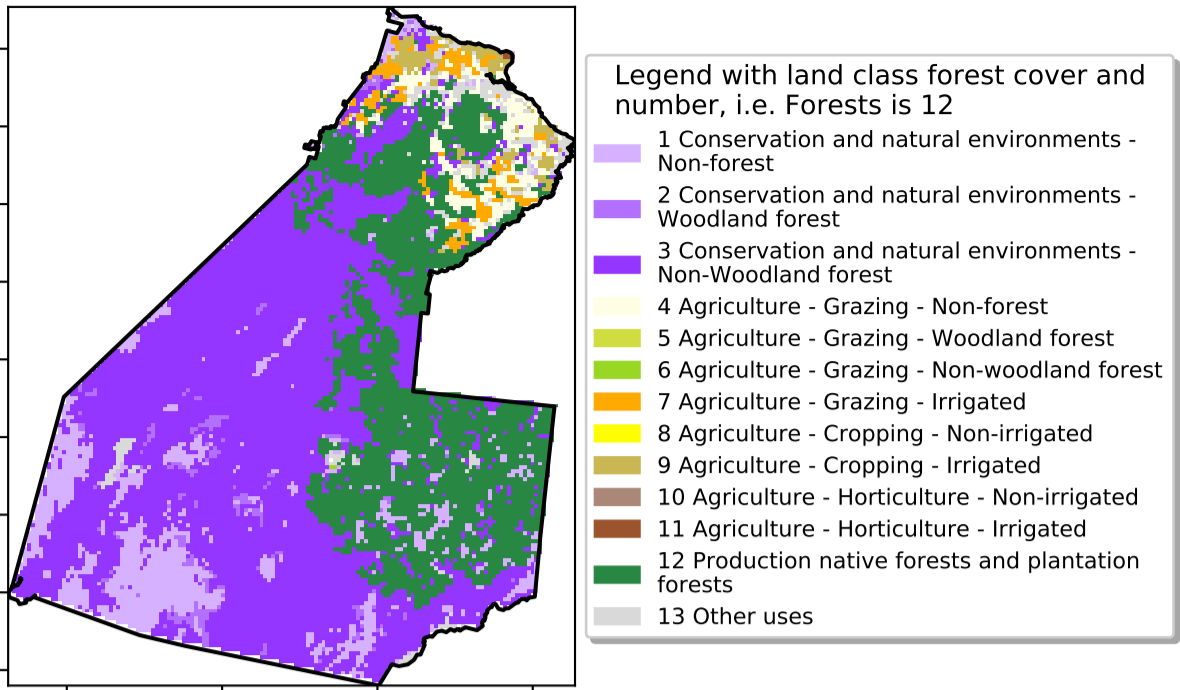 Legend with land class forest cover and
number, i.e. Forests is 12
1 Conservation and natural environments -
Non-forest
2 Conservation and natural environments -
Woodland forest
3 Conservation and natural environments -
Non-Woodland forest
4 Agriculture - Grazing - Non-forest
5 Agriculture - Grazing - Woodland forest
6 Agriculture - Grazing - Non-woodland forest
7 Agriculture - Grazing - Irrigated
8 Agriculture - Cropping - Non-irrigated
9 Agriculture - Cropping - Irrigated
10 Agriculture - Horticulture - Non-irrigated
11 Agriculture - Horticulture - Irrigated
12 Production native forests and plantation
forests
13 Other uses